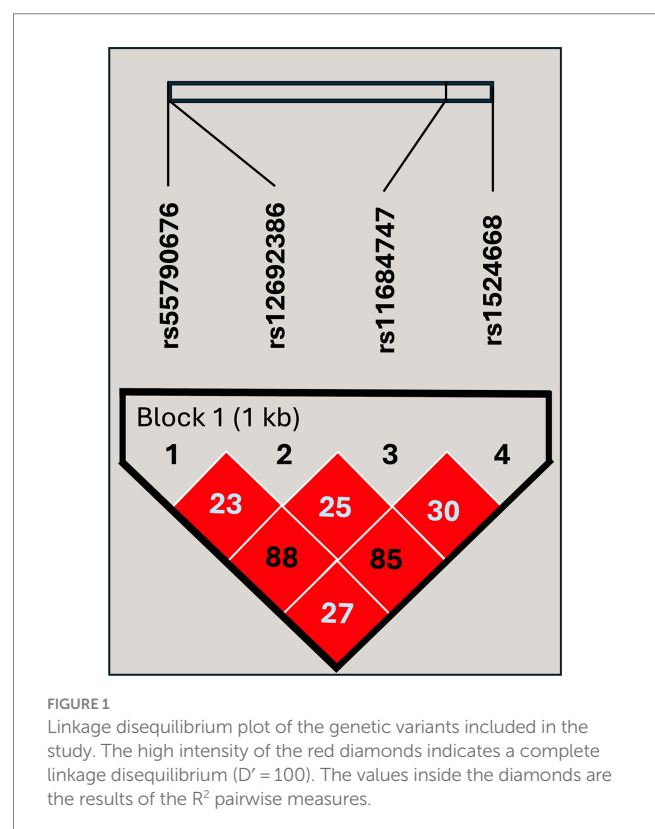 rs55790676
rs12692386
rs11684747
rs1524668
Block 1 (1 kb)
1 2 3 4
23 25 30
88 85
27
FIGURE 1
Linkage disequilibrium plot of the genetic variants included in the
study. The high intensity of the red diamonds indicates a complete
linkage disequilibrium (D′ = 100). The values inside the diamonds are
the results of the R² pairwise measures.